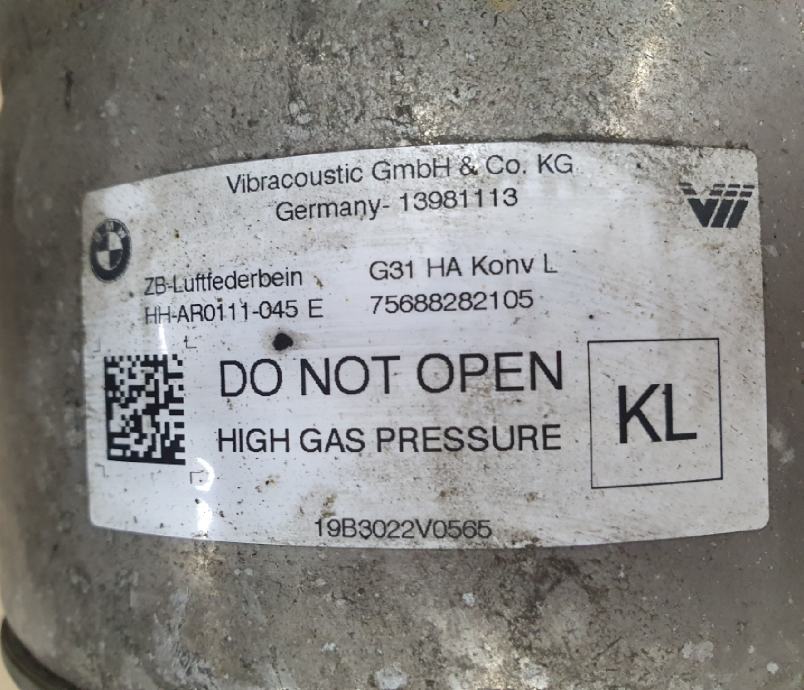 Vibracoustic GmbH & Co. KG
Germany- 13981113
ZB-Luftfederbein G31 HA Konv L
HH-AR0111-045 E 75688282105
DO NOT OPEN
HIGH GAS PRESSURE
KL
19B3022V0565